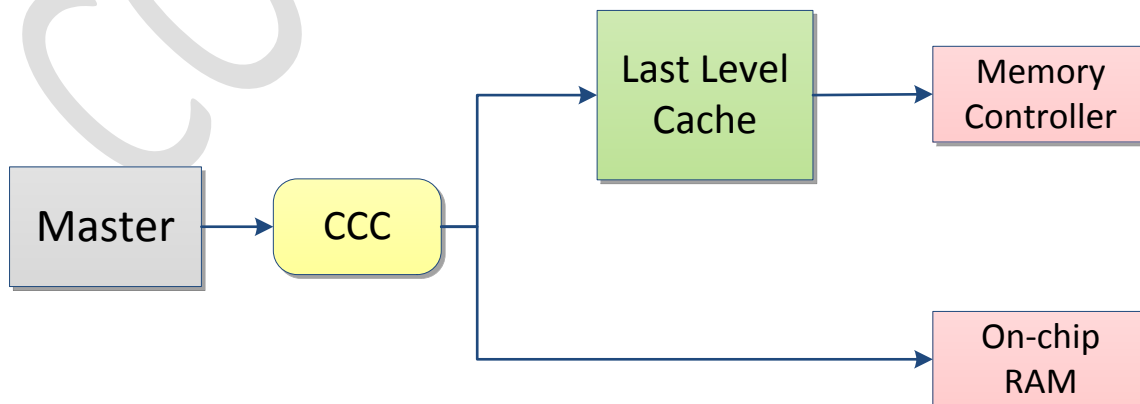 Last Level
Cache
Memory
Controller
Master
CCC
On-chip
RAM